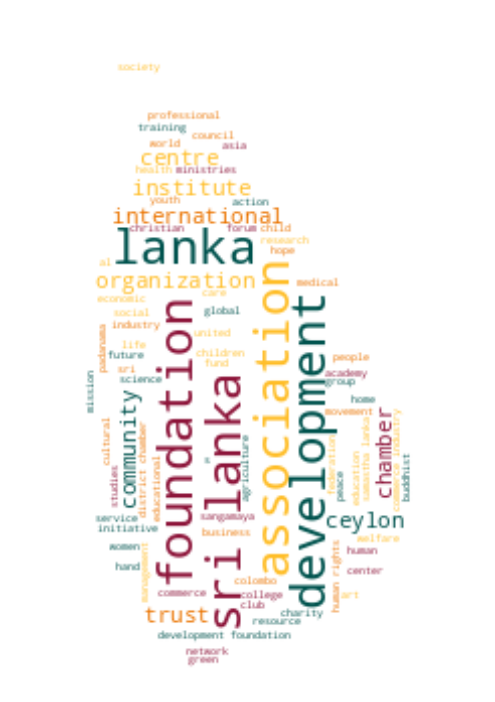 society
professional
training
council
world
asia
centre
health ministries
institute
youth
action
international
christian
forum child
lanka
research
hope
al
organization
medical
care
economic
foundation
association
development
social
global
industry
padanama
united
life
future
children
people
fund
sri
science
academy
group
mission
sri lanka
community
home
movement
chamber
cultural
district chamber
educational
agriculture
federation
education
samastha lanka
commerce industry
buddhist
peace
studies
service
sangamaya
ceylon
initiative
business
welfare
women
management
human
hand
center
colombo
human rights
commerce
college
art
club
trust
charity
resource
development foundation
network
green